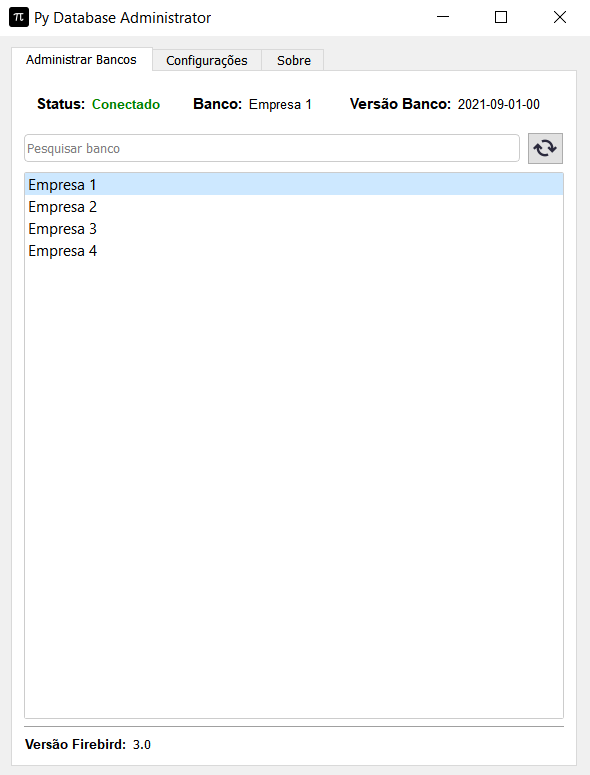 π Py Database Administrator
Administrar Bancos Configurações Sobre
Status: Conectado Banco: Empresa 1 Versão Banco: 2021-09-01-00
Pesquisar banco
Empresa 1
Empresa 2
Empresa 3
Empresa 4
Versão Firebird: 3.0